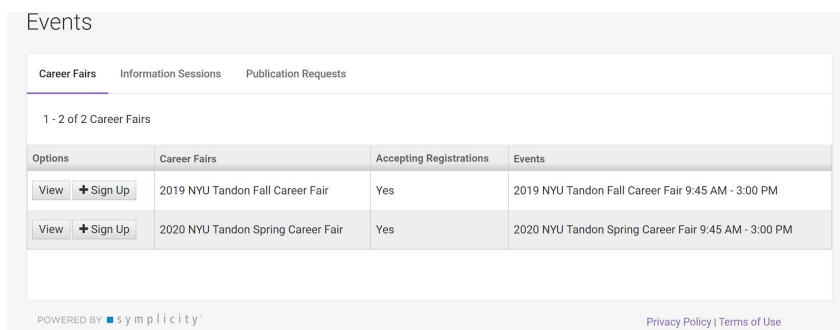 Events
Career Fairs Information Sessions Publication Requests
1 - 2 of 2 Career Fairs
Options Career Fairs Accepting Registrations Events
View + Sign Up 2019 NYU Tandon Fall Career Fair Yes 2019 NYU Tandon Fall Career Fair 9:45 AM - 3:00 PM
View + Sign Up 2020 NYU Tandon Spring Career Fair Yes 2020 NYU Tandon Spring Career Fair 9:45 AM - 3:00 PM
POWERED BY symplicity Privacy Policy | Terms of Use